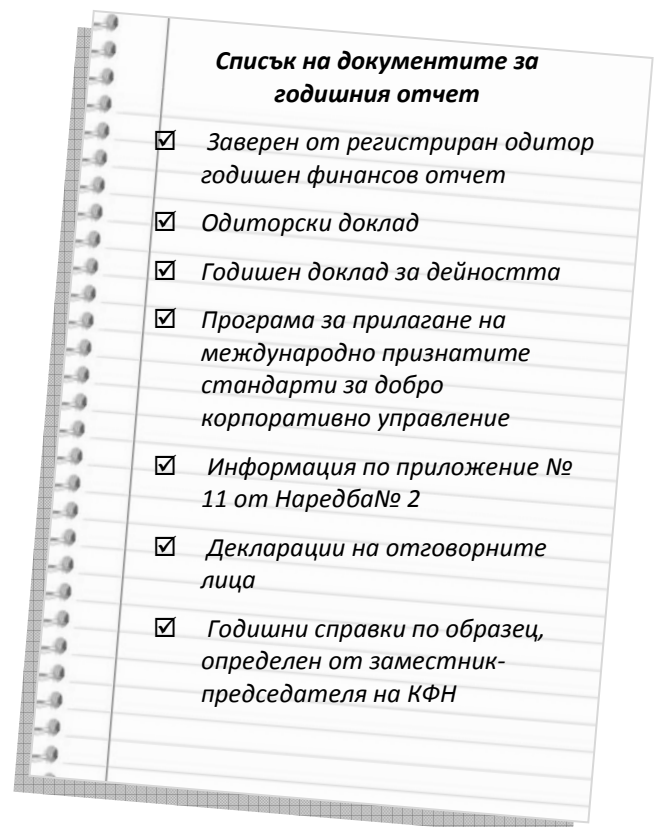 Списък на документите за
годишния отчет
☑ Заверен от регистриран одитор
годишен финансов отчет
☑ Одиторски доклад
☑ Годишен доклад за дейността
☑ Програма за прилагане на
международно признатите
стандарти за добро
корпоративно управление
☑ Информация по приложение №
11 от Наредба№ 2
☑ Декларации на отговорните
лица
☑ Годишни справки по образец,
определен от заместник-
председателя на КФН